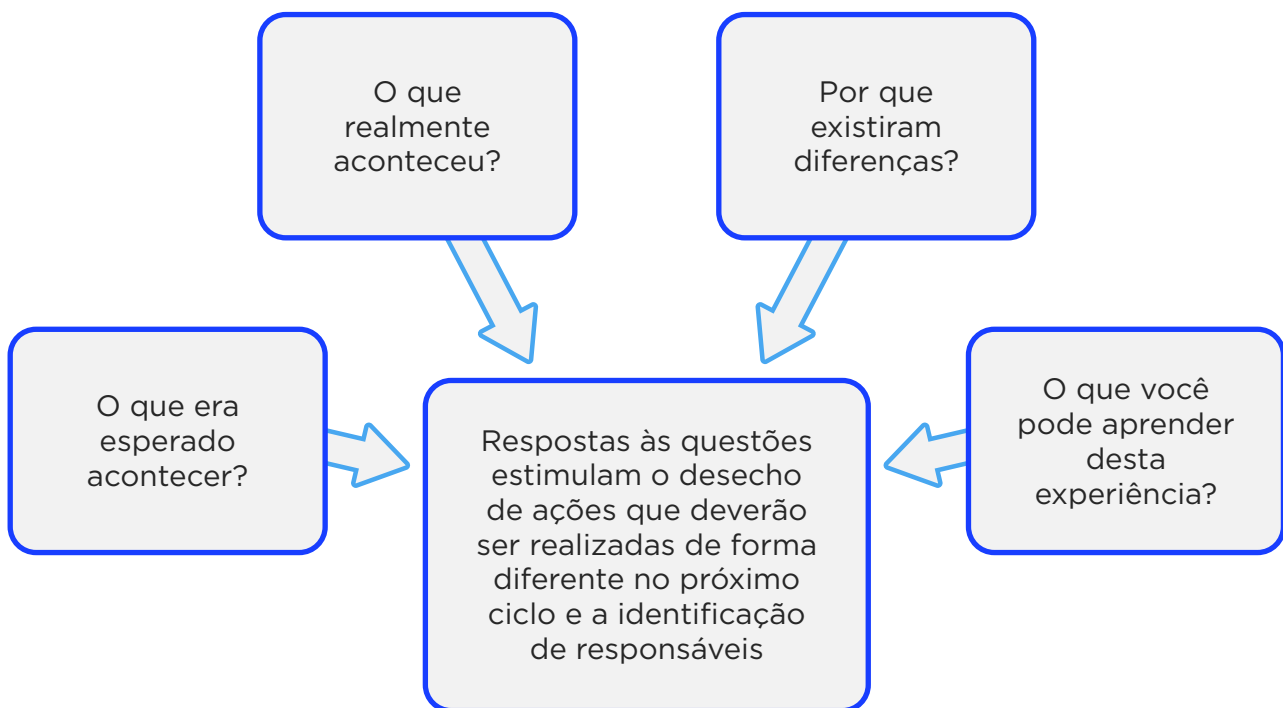 O que
realmente
aconteceu?
Por que
existiram
diferenças?
O que era
esperado
acontecer?
Respostas às questões
estimulam o desecho
de ações que deverão
ser realizadas de forma
diferente no próximo
ciclo e a identificação
de responsáveis
O que você
pode aprender
desta
experiência?